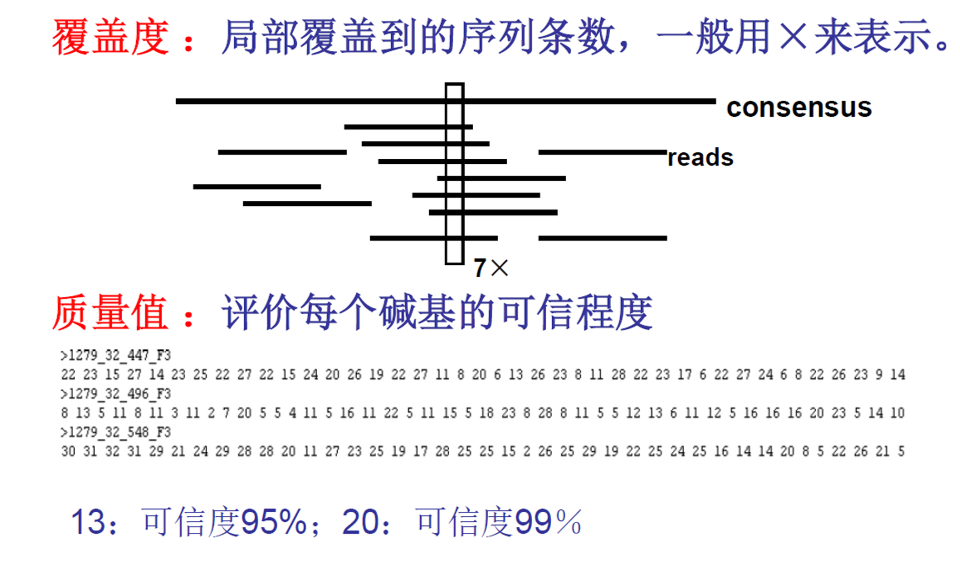 覆盖度：局部覆盖到的序列条数，一般用×来表示。
consensus
reads
7×
质量值：评价每个碱基的可信程度
>1279_32_447_F3
22 23 15 27 14 23 25 22 27 22 15 24 20 26 19 22 27 11 8 20 6 13 26 23 8 11 28 22 23 17 6 22 27 24 6 8 22 26 23 9 14
>1279_32_496_F3
8 13 5 11 8 11 3 11 2 7 20 5 5 4 11 5 16 11 22 5 11 15 5 18 23 8 28 8 11 5 5 12 13 6 11 12 5 16 16 16 20 23 5 14 10
>1279_32_548_F3
30 31 32 31 29 21 24 29 28 28 20 11 27 23 25 19 17 28 25 25 15 2 26 25 29 19 22 25 24 25 16 14 14 20 8 5 22 26 21 5
13：可信度95%；20：可信度99%